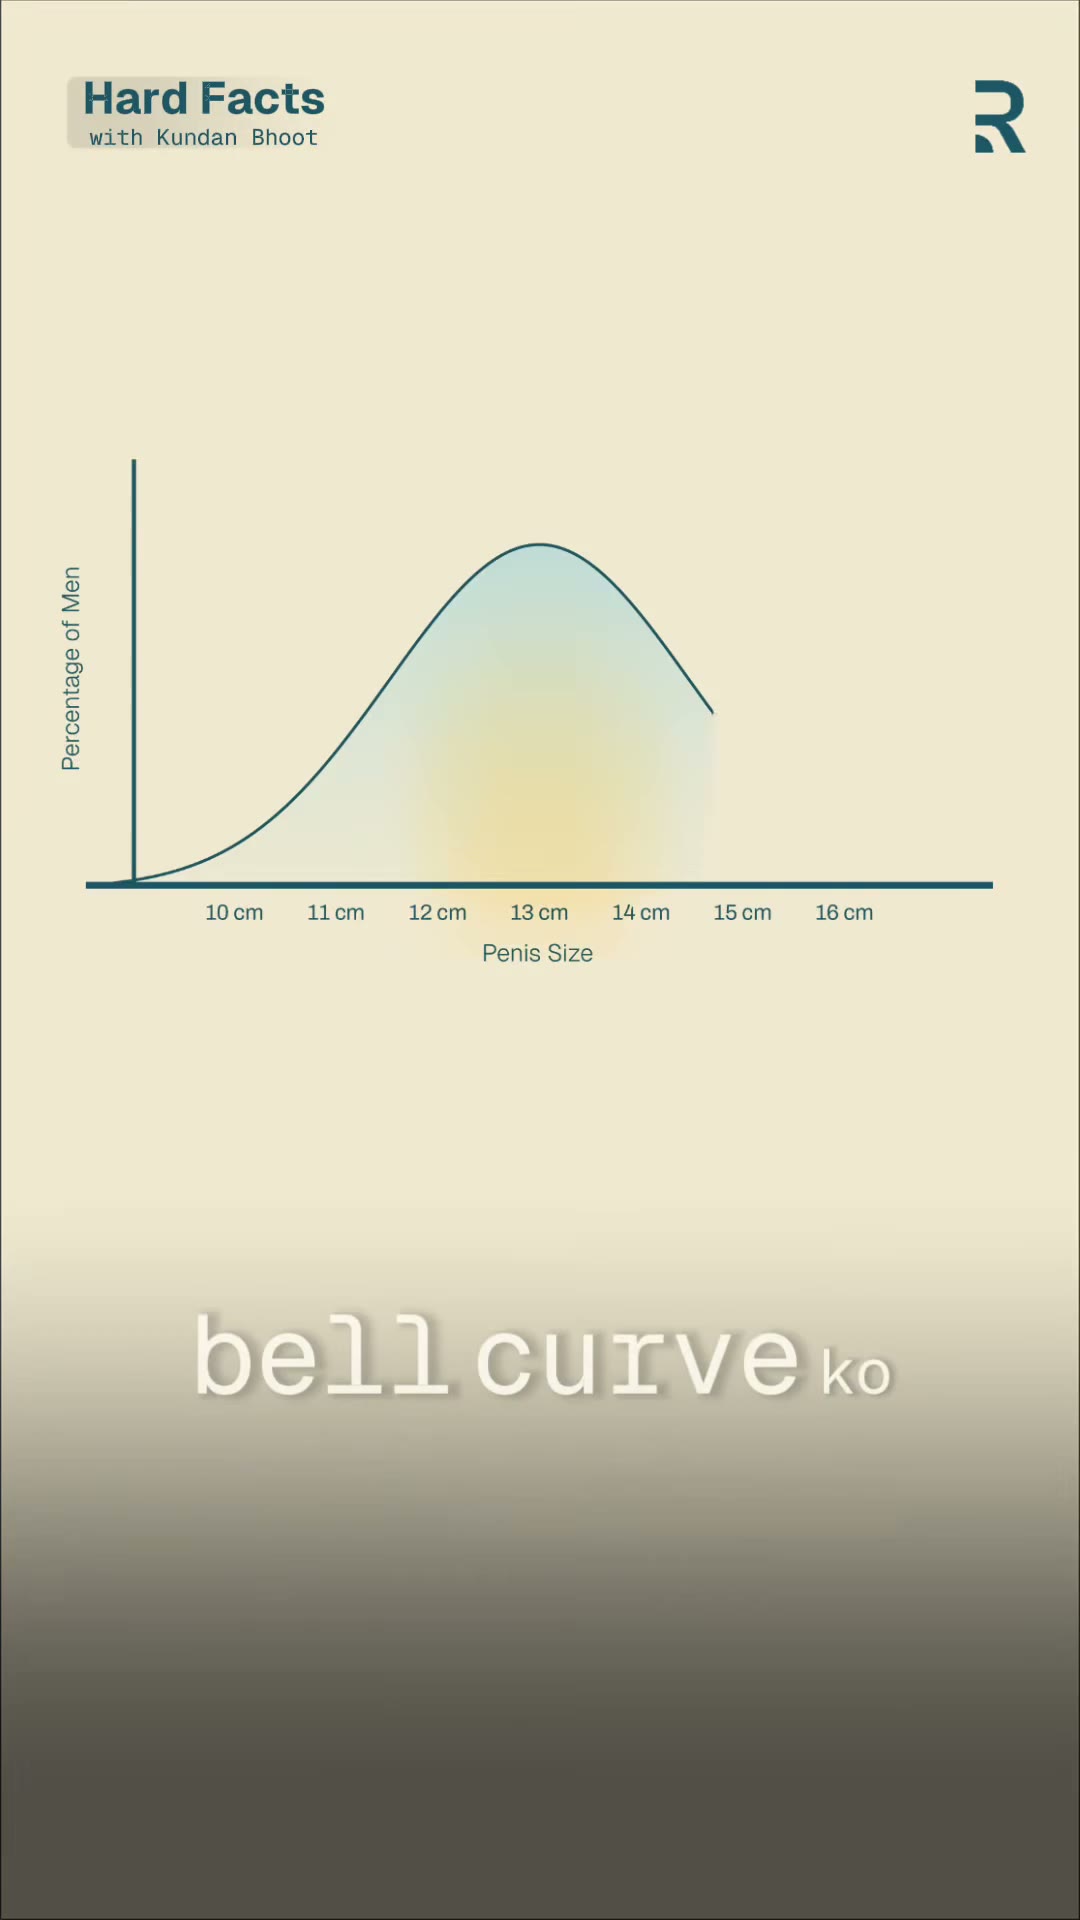 Hard Facts
with Kundan Bhoot
R
Percentage of Men
10 cm 11 cm 12 cm 13 cm 14 cm 15 cm 16 cm
Penis Size
bell curve ko